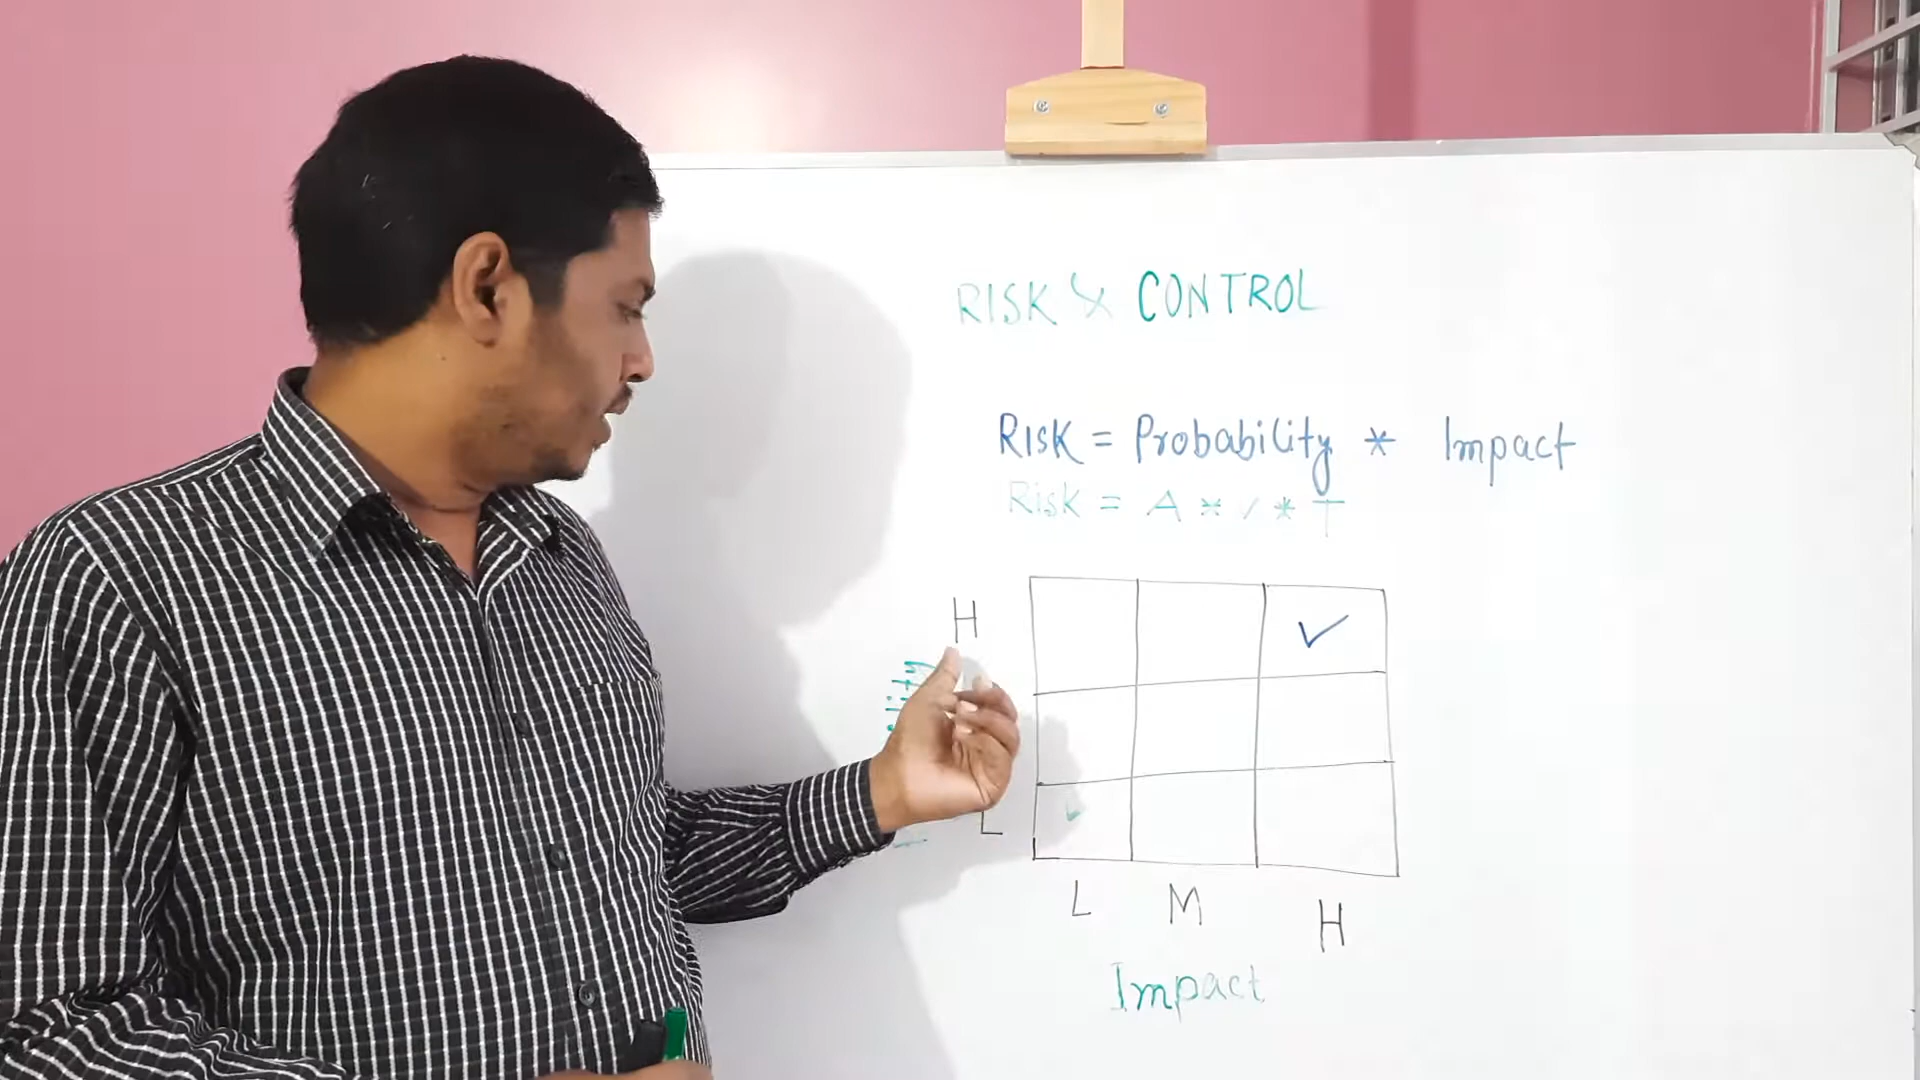 RISK & CONTROL
Risk = Probability * Impact
Risk = A * V * T
H
L
L M H
Impact